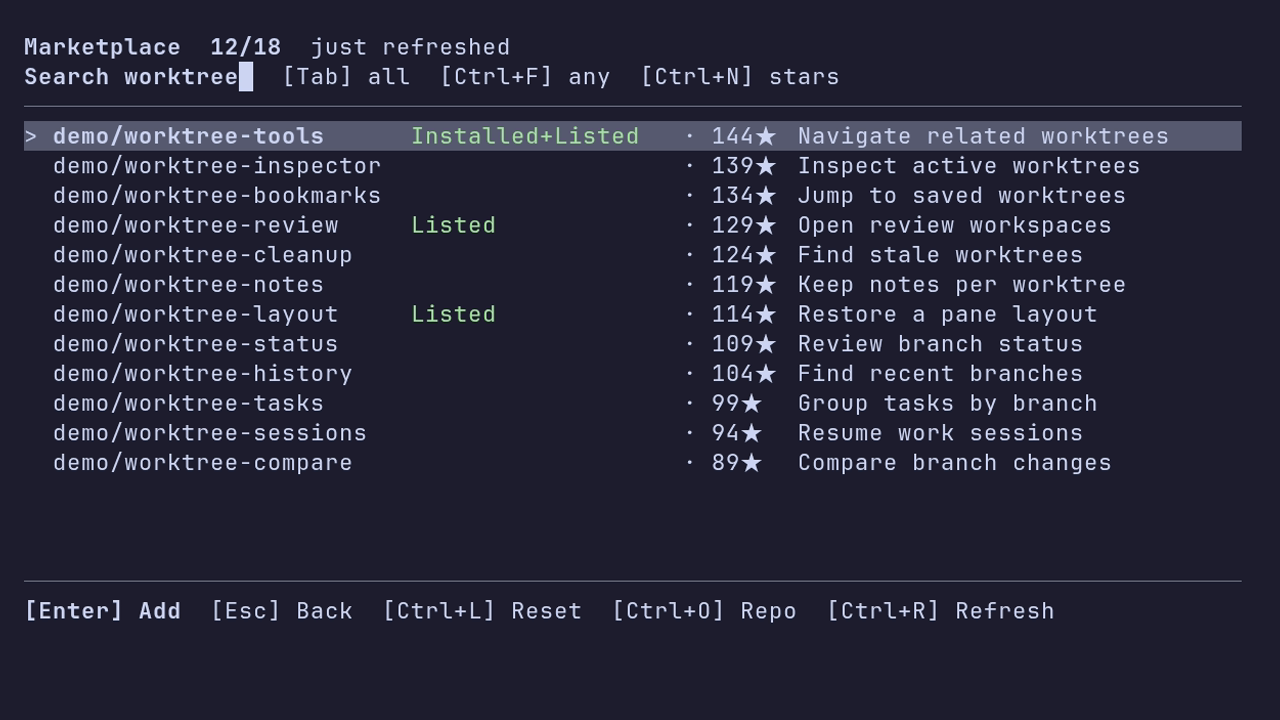 Marketplace  12/18  just refreshed
Search worktree  [Tab] all  [Ctrl+F] any  [Ctrl+N] stars
> demo/worktree-tools  Installed+Listed  · 144★  Navigate related worktrees
demo/worktree-inspector  · 139★  Inspect active worktrees
demo/worktree-bookmarks  · 134★  Jump to saved worktrees
demo/worktree-review  Listed  · 129★  Open review workspaces
demo/worktree-cleanup  · 124★  Find stale worktrees
demo/worktree-notes  · 119★  Keep notes per worktree
demo/worktree-layout  Listed  · 114★  Restore a pane layout
demo/worktree-status  · 109★  Review branch status
demo/worktree-history  · 104★  Find recent branches
demo/worktree-tasks  · 99★  Group tasks by branch
demo/worktree-sessions  · 94★  Resume work sessions
demo/worktree-compare  · 89★  Compare branch changes
[Enter] Add  [Esc] Back  [Ctrl+L] Reset  [Ctrl+O] Repo  [Ctrl+R] Refresh